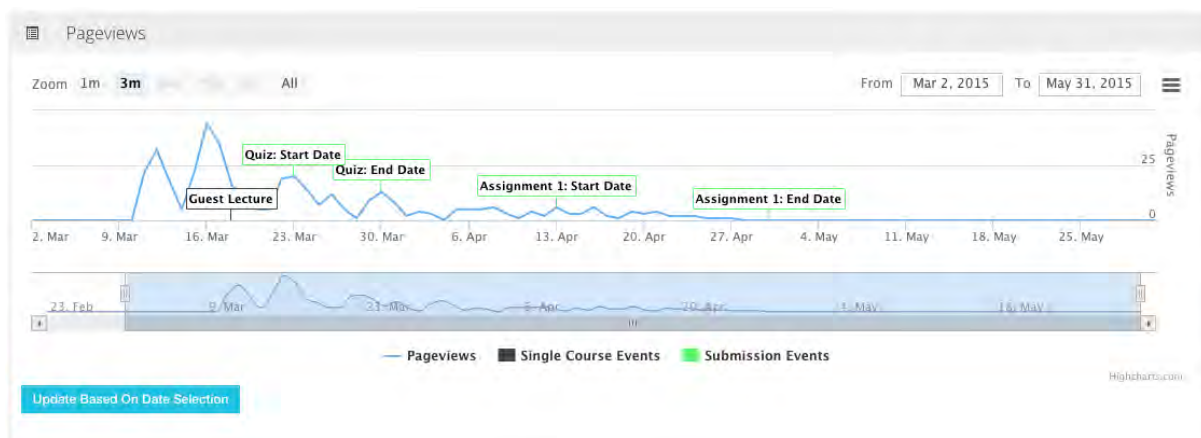 Pageviews
Zoom 1m 3m All From Mar 2, 2015 To May 31, 2015
Pageviews
25
0
Quiz: Start Date
Quiz: End Date
Assignment 1: Start Date
Guest Lecture
Assignment 1: End Date
2. Mar 9. Mar 16. Mar 23. Mar 30. Mar 6. Apr 13. Apr 20. Apr 27. Apr 4. May 11. May 18. May 25. May
23. Feb 9. Mar 23. Mar 6. Apr 20. Apr 4. May 18. May
Pageviews Single Course Events Submission Events
Highcharts.com
Update Based On Date Selection